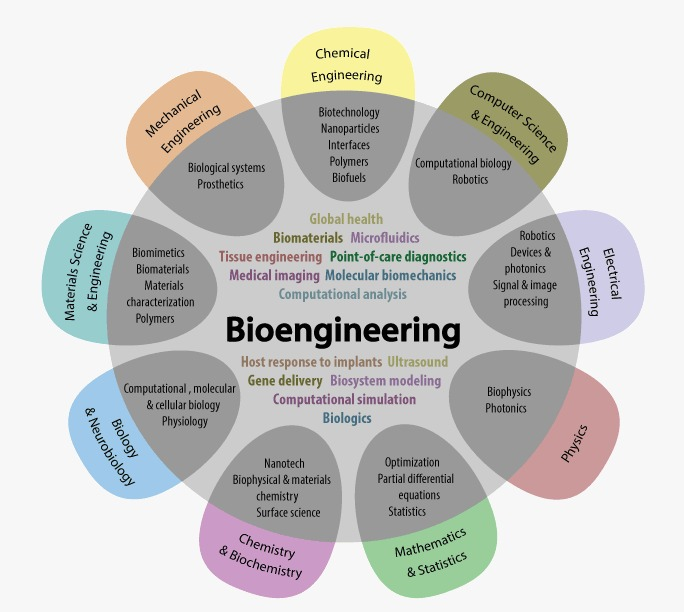 Chemical
Engineering
Biotechnology
Nanoparticles
Interfaces
Polymers
Biofuels
Computer Science
& Engineering
Computational biology
Robotics
Electrical
Engineering
Robotics
Devices &
photonics
Signal & image
processing
Physics
Biophysics
Photonics
Mathematics
& Statistics
Optimization
Partial differential
equations
Statistics
Chemistry
& Biochemistry
Nanotech
Biophysical & materials
chemistry
Surface science
Biology
& Neurobiology
Computational , molecular
& cellular biology
Physiology
Materials Science
& Engineering
Biomimetics
Biomaterials
Materials
characterization
Polymers
Mechanical
Engineering
Biological systems
Prosthetics
Global health
Biomaterials Microfluidics
Tissue engineering Point-of-care diagnostics
Medical imaging Molecular biomechanics
Computational analysis
Bioengineering
Host response to implants Ultrasound
Gene delivery Biosystem modeling
Computational simulation
Biologics